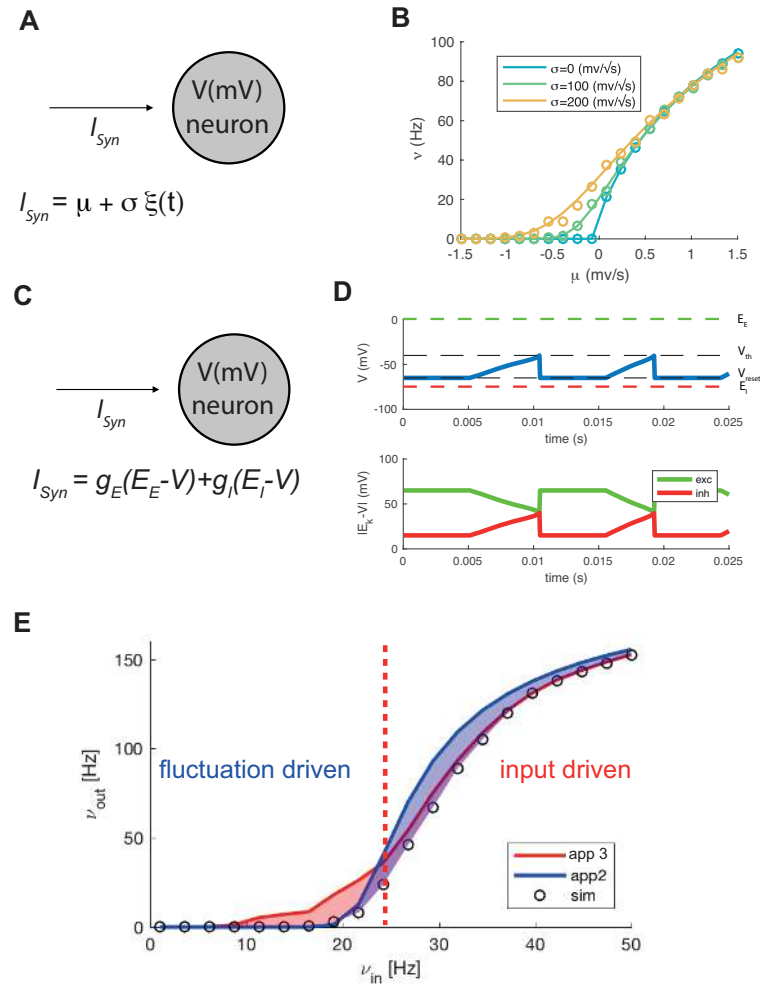 A
V(mV)
neuron
I_Syn
I_Syn = μ + σ ξ(t)
B
σ=0 (mv/√s)
σ=100 (mv/√s)
σ=200 (mv/√s)
100
80
60
40
20
0
ν (Hz)
-1.5 -1 -0.5 0 0.5 1 1.5
μ (mv/s)
C
V(mV)
neuron
I_Syn
I_Syn = g_E(E_E-V)+g_I(E_I-V)
D
0
-50
-100
V (mV)
E_E
V_th
V_reset
E_I
0 0.005 0.01 0.015 0.02 0.025
time (s)
100
50
0
|E_k-V| (mV)
exc
inh
0 0.005 0.01 0.015 0.02 0.025
time (s)
E
150
100
50
0
ν_out [Hz]
fluctuation driven
input driven
app 3
app2
sim
0 10 20 30 40 50
ν_in [Hz]